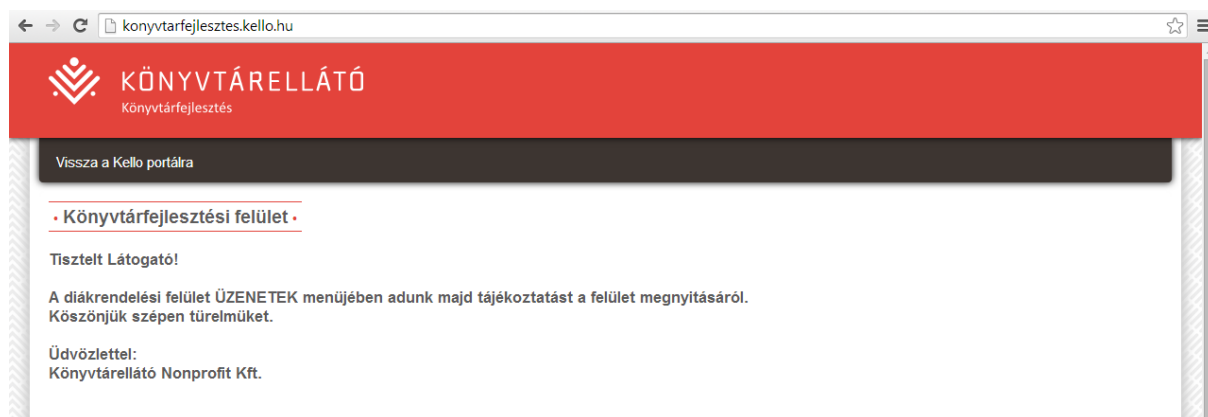 konyvtarfejlesztes.kello.hu
KÖNYVTÁRELLÁTÓ
Könyvtárfejlesztés
Vissza a Kello portálra
• Könyvtárfejlesztési felület •
Tisztelt Látogató!
A diákrendelési felület ÜZENETEK menüjében adunk majd tájékoztatást a felület megnyitásáról.
Köszönjük szépen türelmüket.
Üdvözlettel:
Könyvtárellátó Nonprofit Kft.